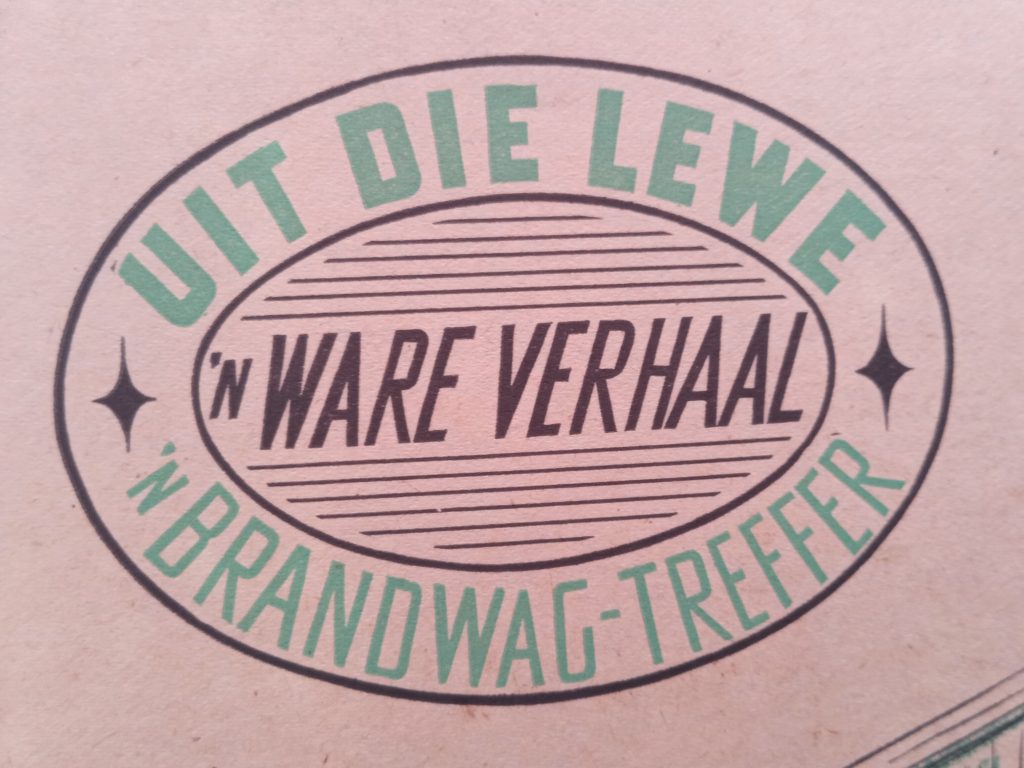 UIT DIE LEWE
'N WARE VERHAAL
'N BRANDWAG-TREFFER